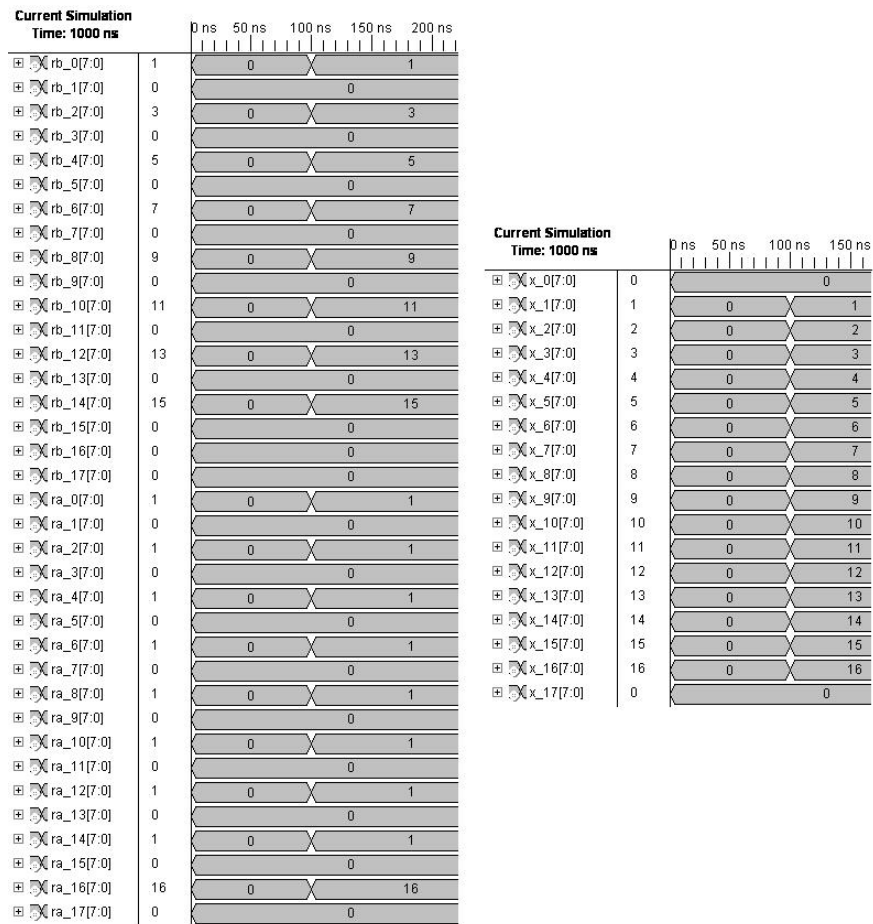 Current Simulation
Time: 1000 ns
0 ns 50 ns 100 ns 150 ns 200 ns
rb_0[7:0] 1 0 1
rb_1[7:0] 0 0
rb_2[7:0] 3 0 3
rb_3[7:0] 0 0
rb_4[7:0] 5 0 5
rb_5[7:0] 0 0
rb_6[7:0] 7 0 7
rb_7[7:0] 0 0
rb_8[7:0] 9 0 9
rb_9[7:0] 0 0
rb_10[7:0] 11 0 11
rb_11[7:0] 0 0
rb_12[7:0] 13 0 13
rb_13[7:0] 0 0
rb_14[7:0] 15 0 15
rb_15[7:0] 0 0
rb_16[7:0] 0 0
rb_17[7:0] 0 0
ra_0[7:0] 1 0 1
ra_1[7:0] 0 0
ra_2[7:0] 1 0 1
ra_3[7:0] 0 0
ra_4[7:0] 1 0 1
ra_5[7:0] 0 0
ra_6[7:0] 1 0 1
ra_7[7:0] 0 0
ra_8[7:0] 1 0 1
ra_9[7:0] 0 0
ra_10[7:0] 1 0 1
ra_11[7:0] 0 0
ra_12[7:0] 1 0 1
ra_13[7:0] 0 0
ra_14[7:0] 1 0 1
ra_15[7:0] 0 0
ra_16[7:0] 16 0 16
ra_17[7:0] 0 0
Current Simulation
Time: 1000 ns
0 ns 50 ns 100 ns 150 ns
x_0[7:0] 0 0
x_1[7:0] 1 0 1
x_2[7:0] 2 0 2
x_3[7:0] 3 0 3
x_4[7:0] 4 0 4
x_5[7:0] 5 0 5
x_6[7:0] 6 0 6
x_7[7:0] 7 0 7
x_8[7:0] 8 0 8
x_9[7:0] 9 0 9
x_10[7:0] 10 0 10
x_11[7:0] 11 0 11
x_12[7:0] 12 0 12
x_13[7:0] 13 0 13
x_14[7:0] 14 0 14
x_15[7:0] 15 0 15
x_16[7:0] 16 0 16
x_17[7:0] 0 0